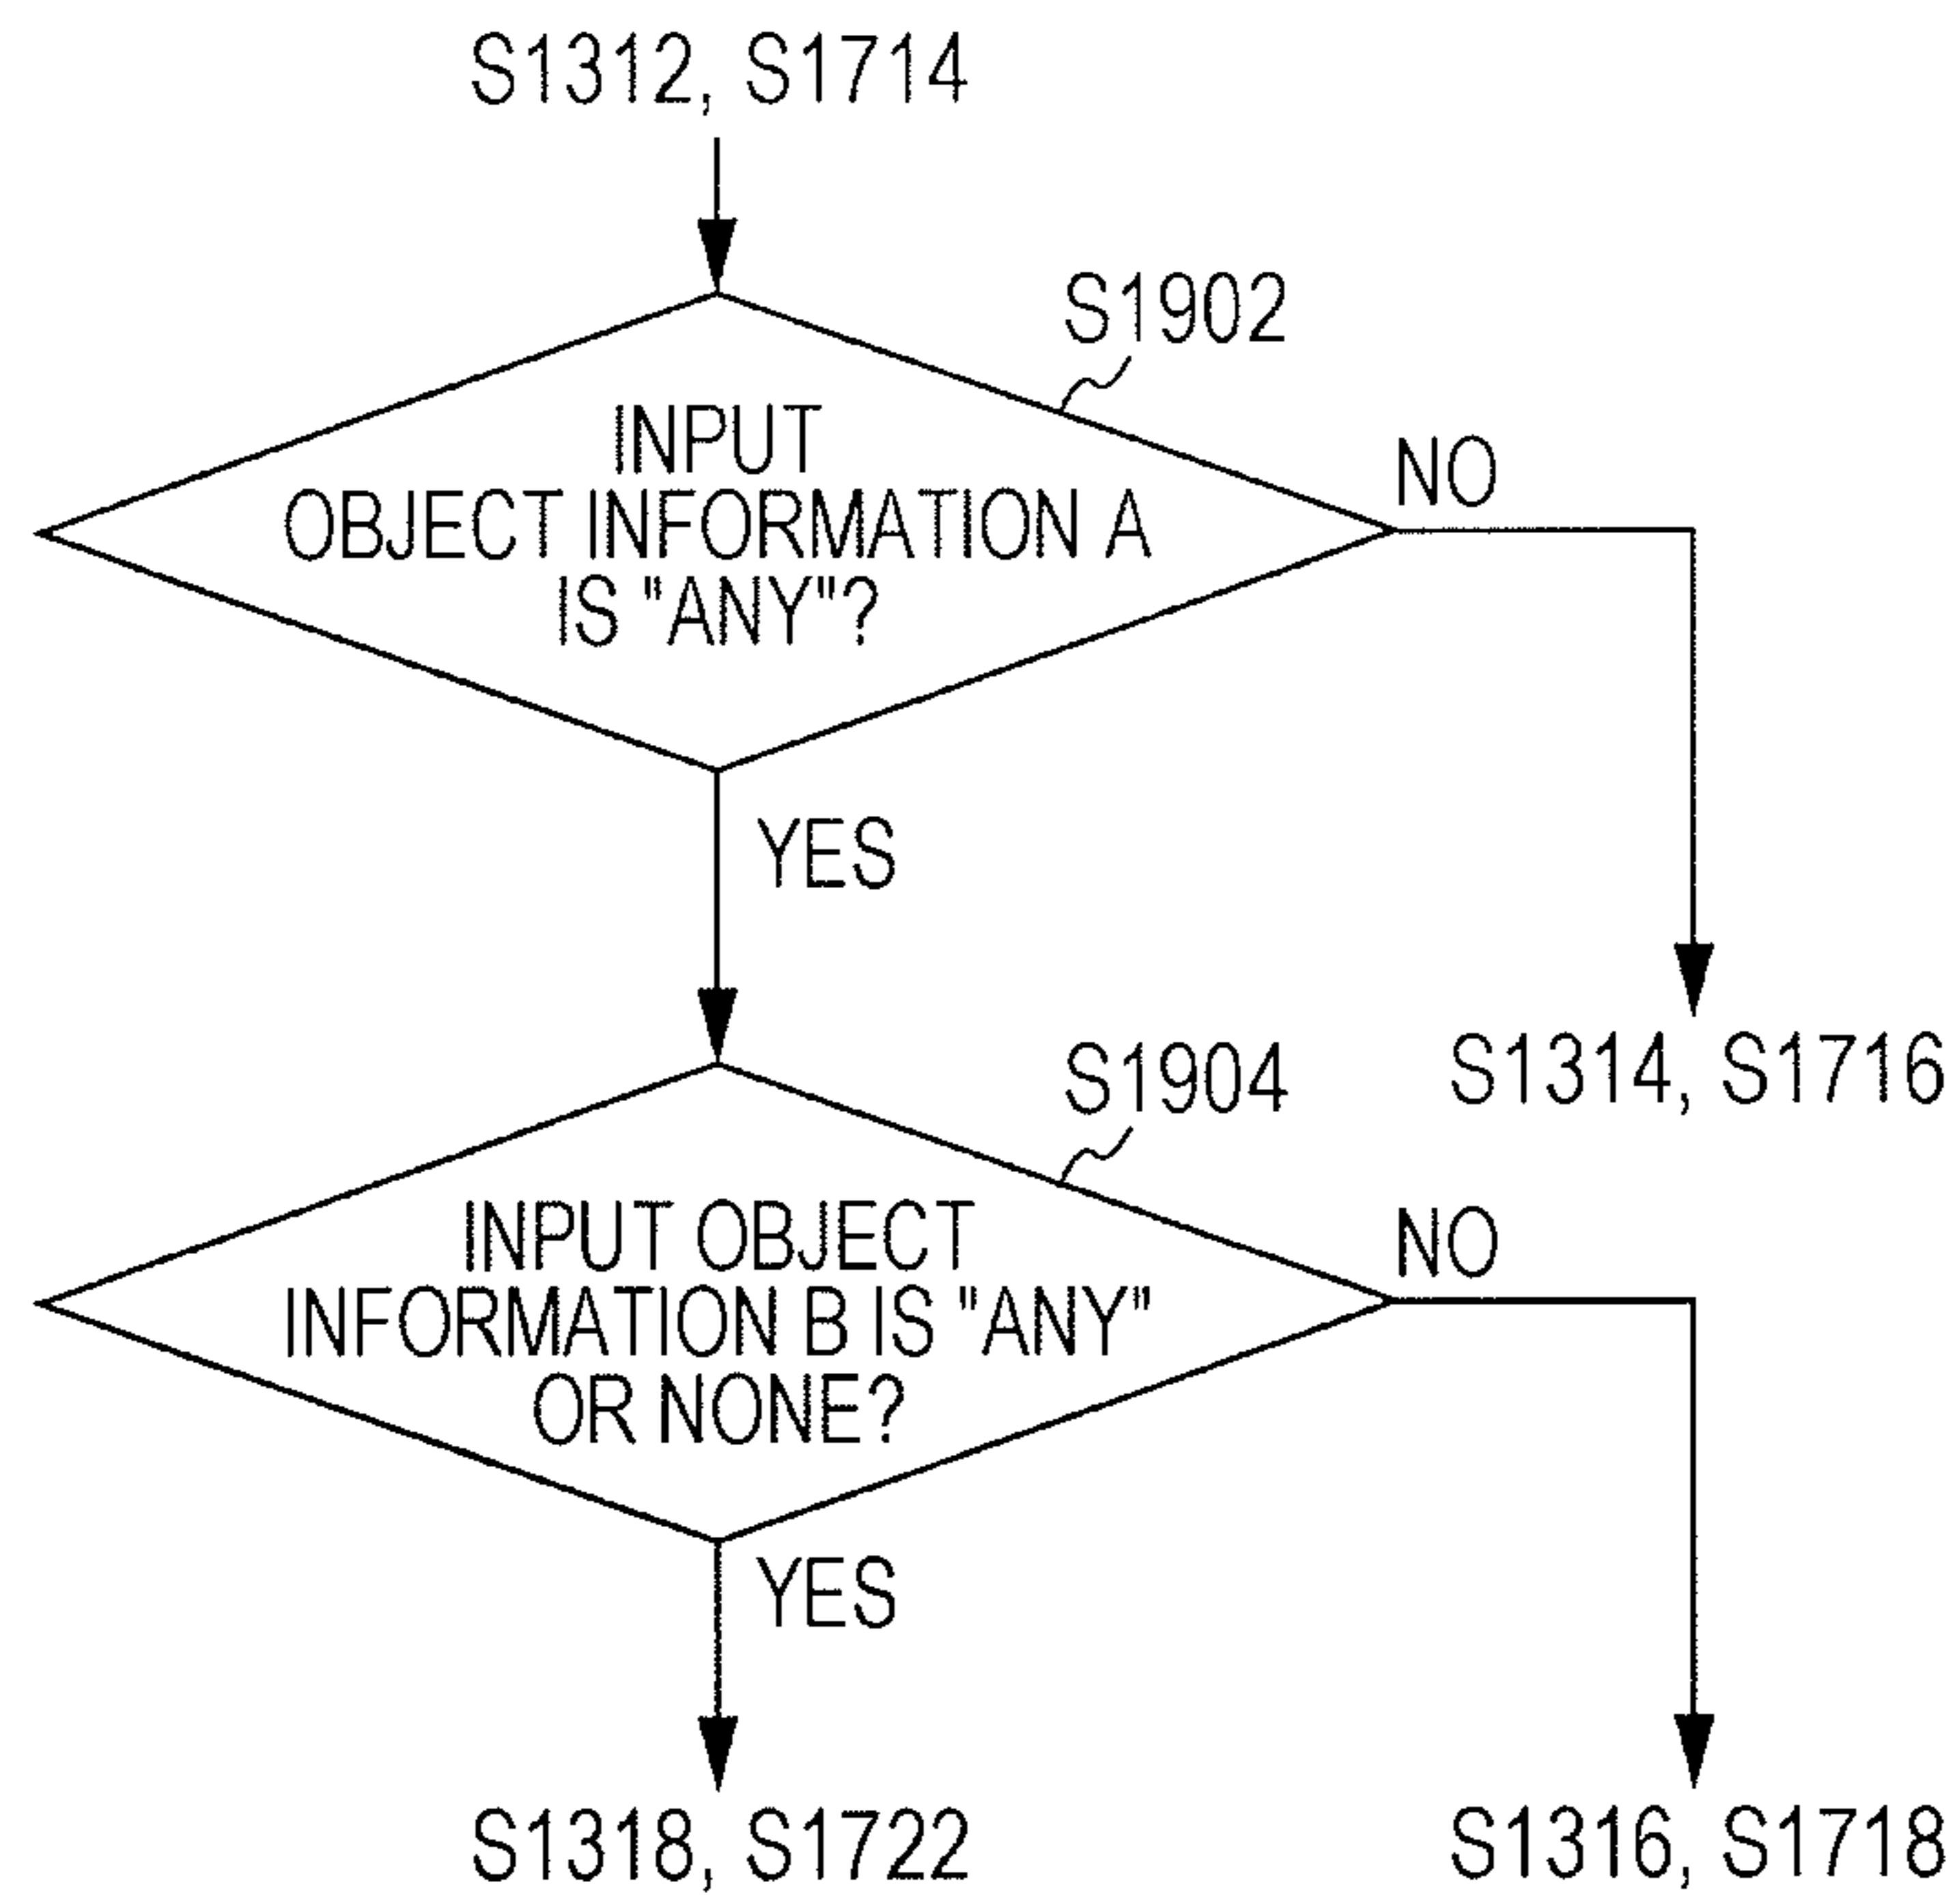 S1312, S1714
S1902
INPUT
OBJECT INFORMATION A
IS "ANY"?
NO
YES
S1314, S1716
S1904
INPUT OBJECT
INFORMATION B IS "ANY"
OR NONE?
NO
YES
S1318, S1722
S1316, S1718